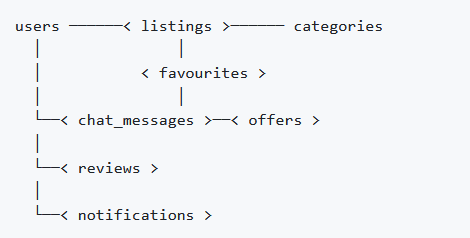 users ──────< listings >────── categories
< favourites >
└──< chat_messages >──< offers >
└──< reviews >
└──< notifications >